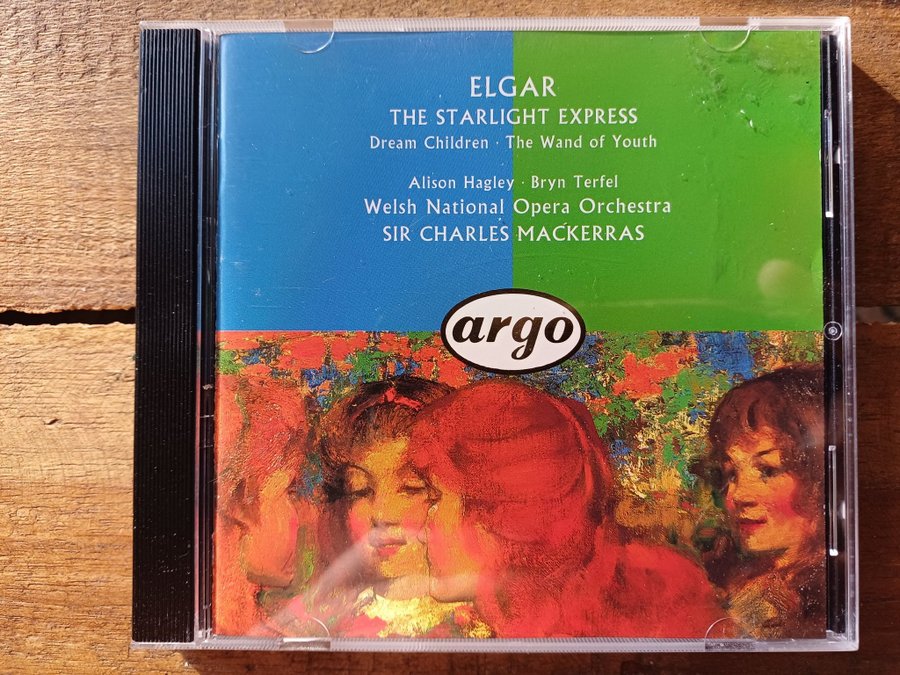 ELGAR
THE STARLIGHT EXPRESS
Dream Children · The Wand of Youth
Alison Hagley · Bryn Terfel
Welsh National Opera Orchestra
SIR CHARLES MACKERRAS
argo